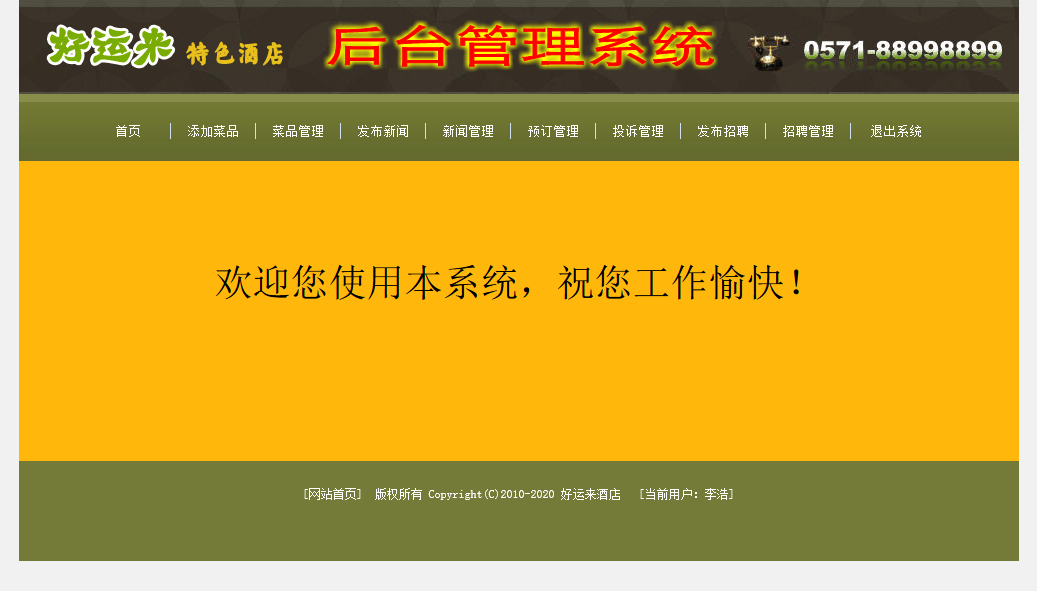 好运来 特色酒店 后台管理系统 0571-88998899
首页 添加菜品 菜品管理 发布新闻 新闻管理 预订管理 投诉管理 发布招聘 招聘管理 退出系统
欢迎您使用本系统，祝您工作愉快！
[网站首页] 版权所有 Copyright(C)2010-2020 好运来酒店 [当前用户：李浩]